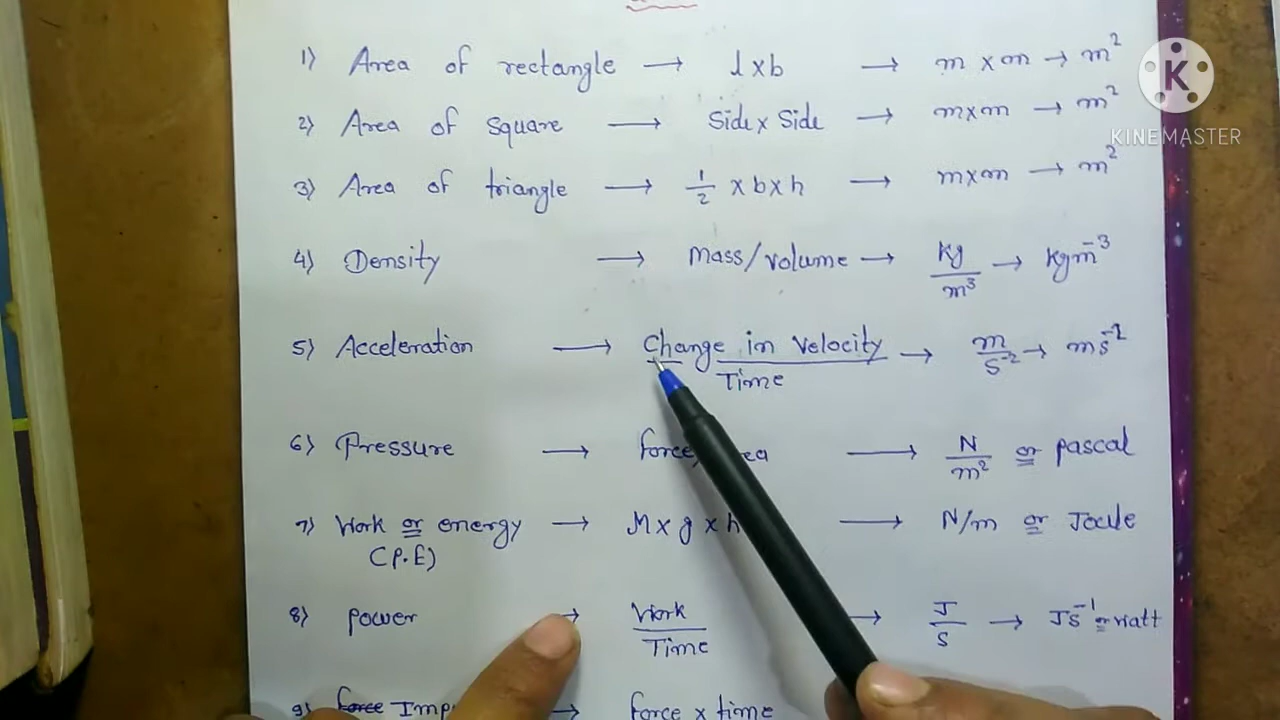 1) Area of rectangle → l×b → m×m → m²
K
2) Area of square → Side×Side → m×m → m²
KINEMASTER
3) Area of triangle → 1/2 ×b×h → m×m → m²
4) Density → Mass/volume → Kg/m³ → Kgm⁻³
5) Acceleration → Change in Velocity/Time → m/s⁻² → ms⁻²
6) Pressure → force → N/m² or pascal
7) Work or energy → M×g×h → N/m or Joule
(P.E)
8) power → Work/Time → J/S → Js⁻¹ or watt
9) → force × time